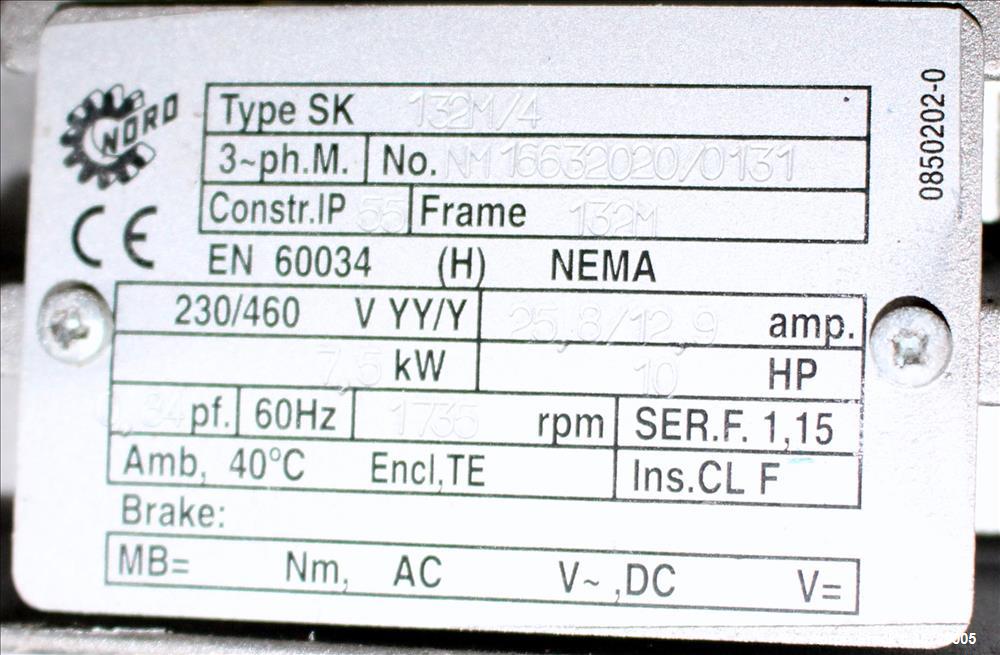 NORD
Type SK 132M/4
3~ph.M. No. NM 16632020/0131
Constr.IP 55 Frame 132M
EN 60034 (H) NEMA
230/460 V YY/Y 25,8/12,9 amp.
7,5 kW 10 HP
0,84 pf. 60Hz 1735 rpm SER.F. 1,15
Amb, 40°C Encl,TE Ins.CL F
Brake:
MB= Nm, AC V~ ,DC V=
0850202-0